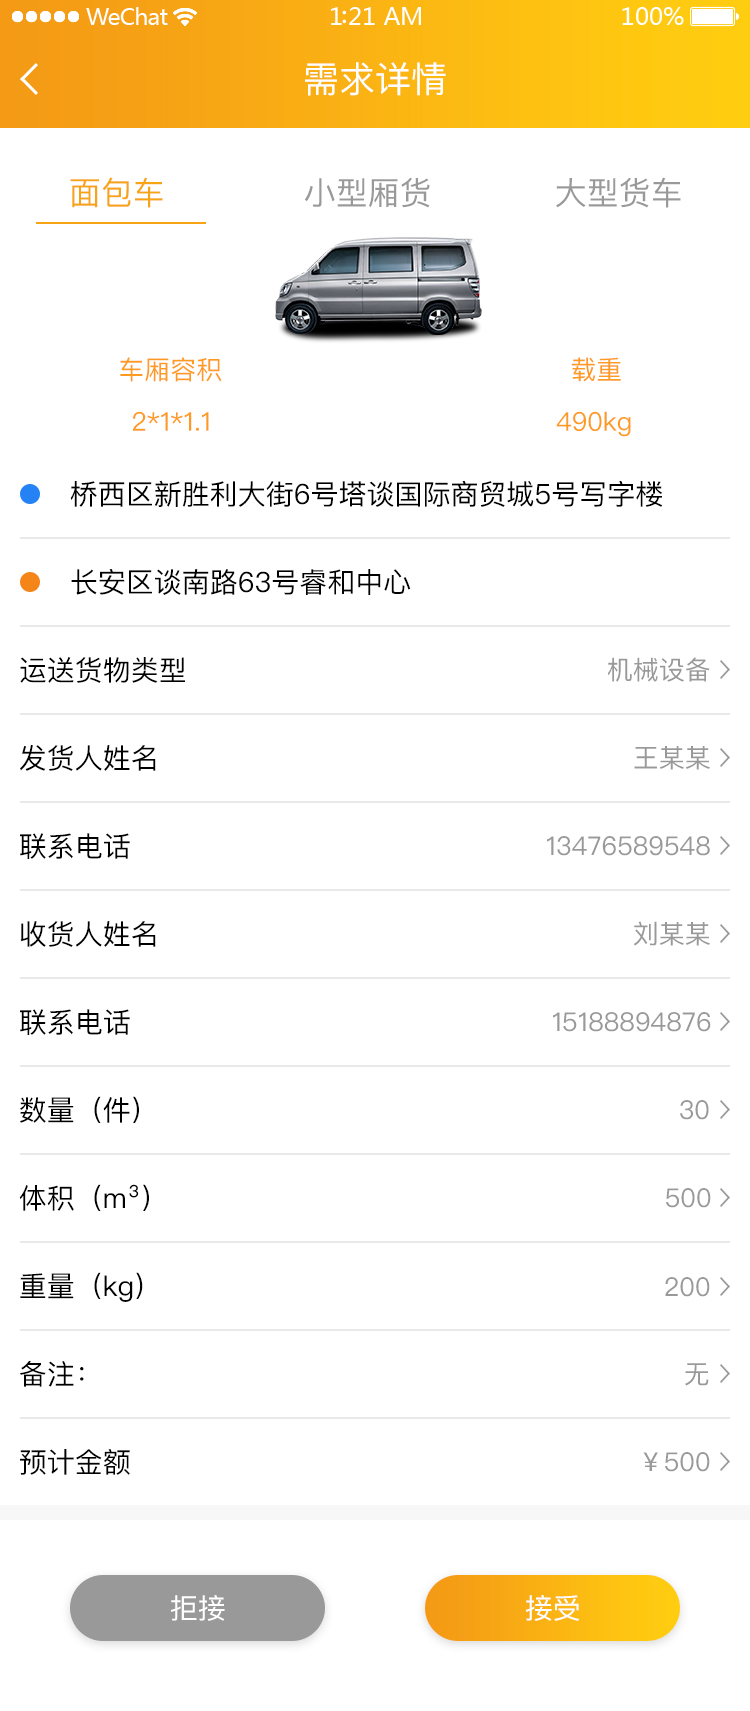 WeChat 1:21 AM 100%
需求详情
面包车 小型厢货 大型货车
车厢容积 载重
2*1*1.1 490kg
桥西区新胜利大街6号塔谈国际商贸城5号写字楼
长安区谈南路63号睿和中心
运送货物类型 机械设备
发货人姓名 王某某
联系电话 13476589548
收货人姓名 刘某某
联系电话 15188894876
数量（件） 30
体积（m³） 500
重量（kg） 200
备注： 无
预计金额 ¥500
拒接 接受